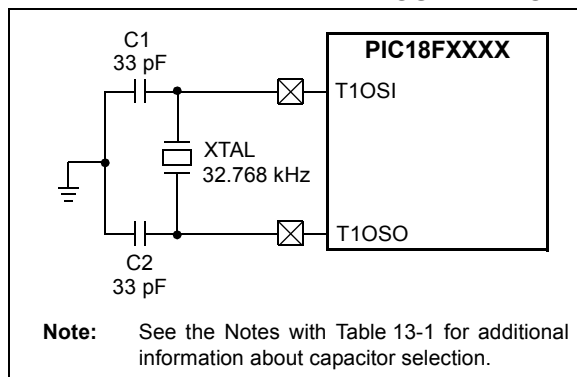 C1
33 pF
PIC18FXXXX
T1OSI
XTAL
32.768 kHz
T1OSO
C2
33 pF
Note: See the Notes with Table 13-1 for additional
information about capacitor selection.